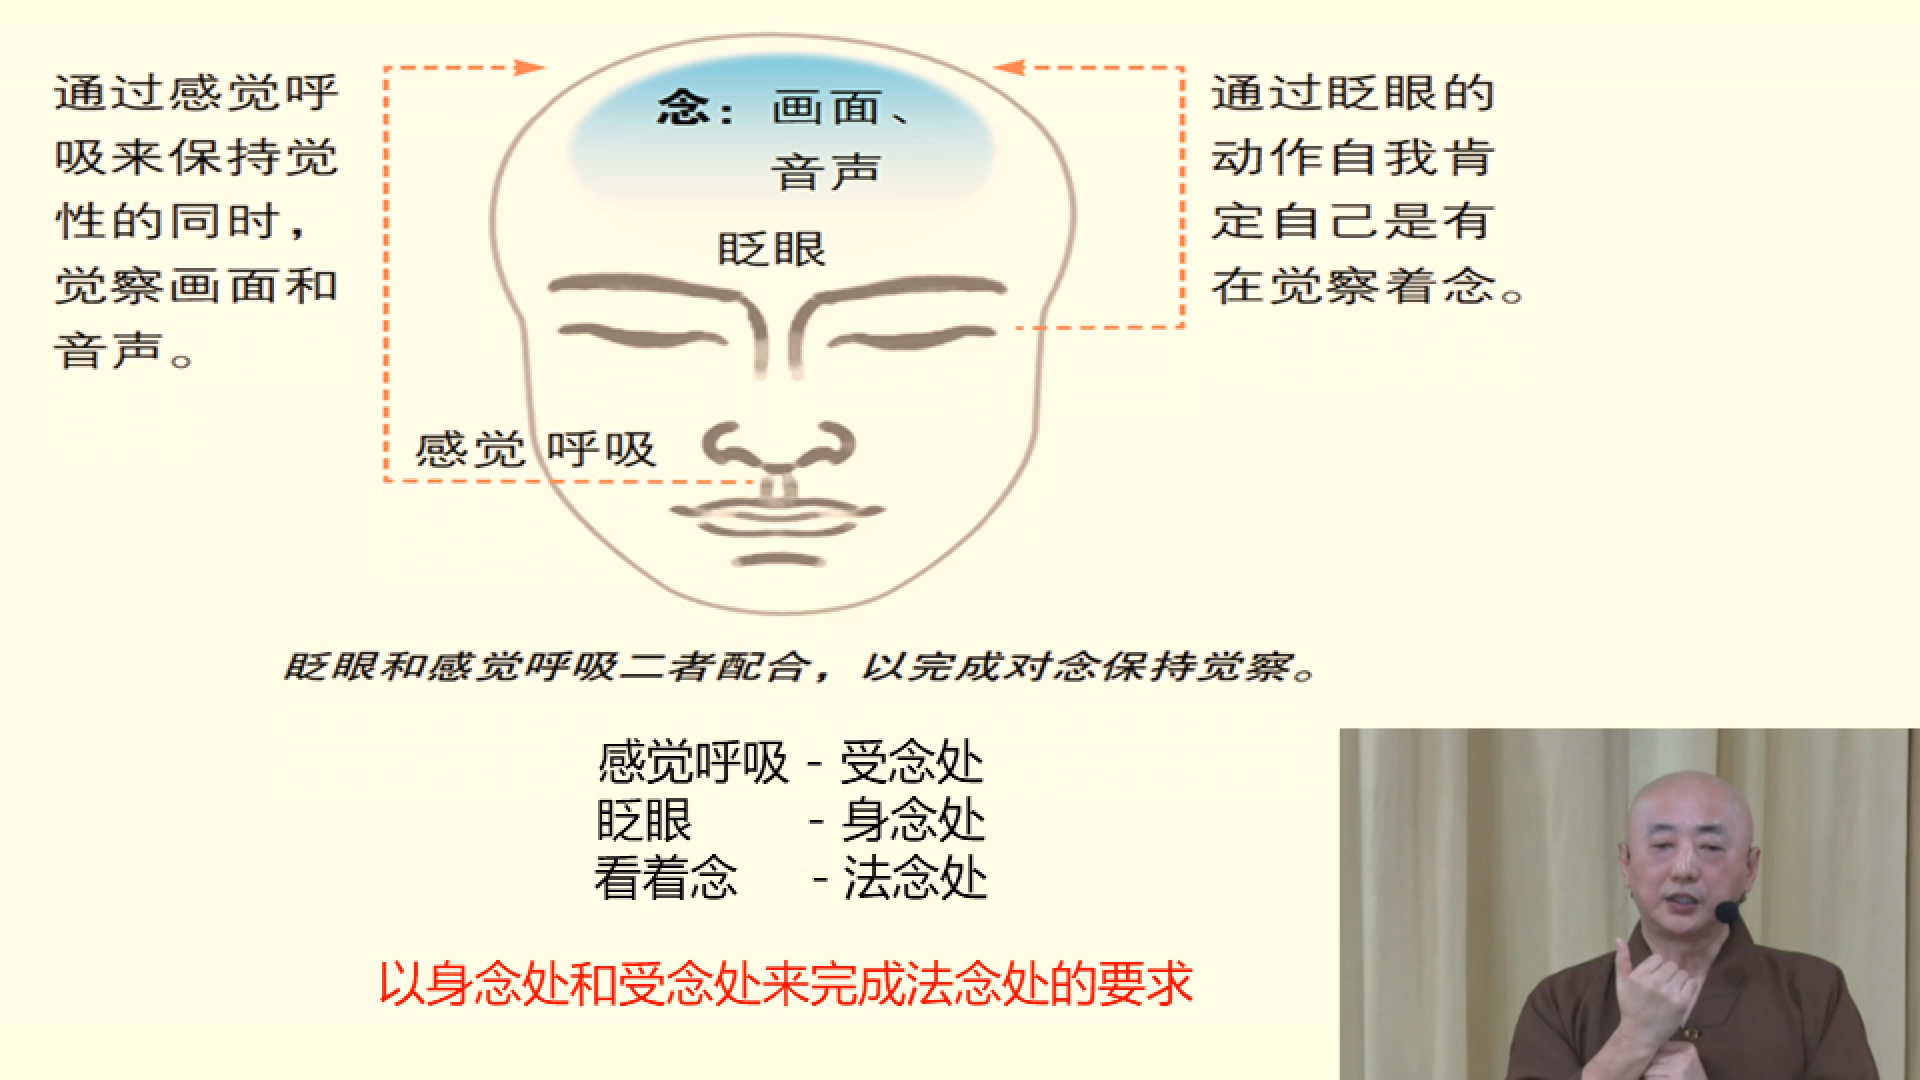 通过感觉呼
吸来保持觉
性的同时，
觉察画面和
音声。
念：画面、
音声
眨眼
感觉 呼吸
通过眨眼的
动作自我肯
定自己是有
在觉察着念。
眨眼和感觉呼吸二者配合，以完成对念保持觉察。
感觉呼吸 - 受念处
眨眼 - 身念处
看着念 - 法念处
以身念处和受念处来完成法念处的要求